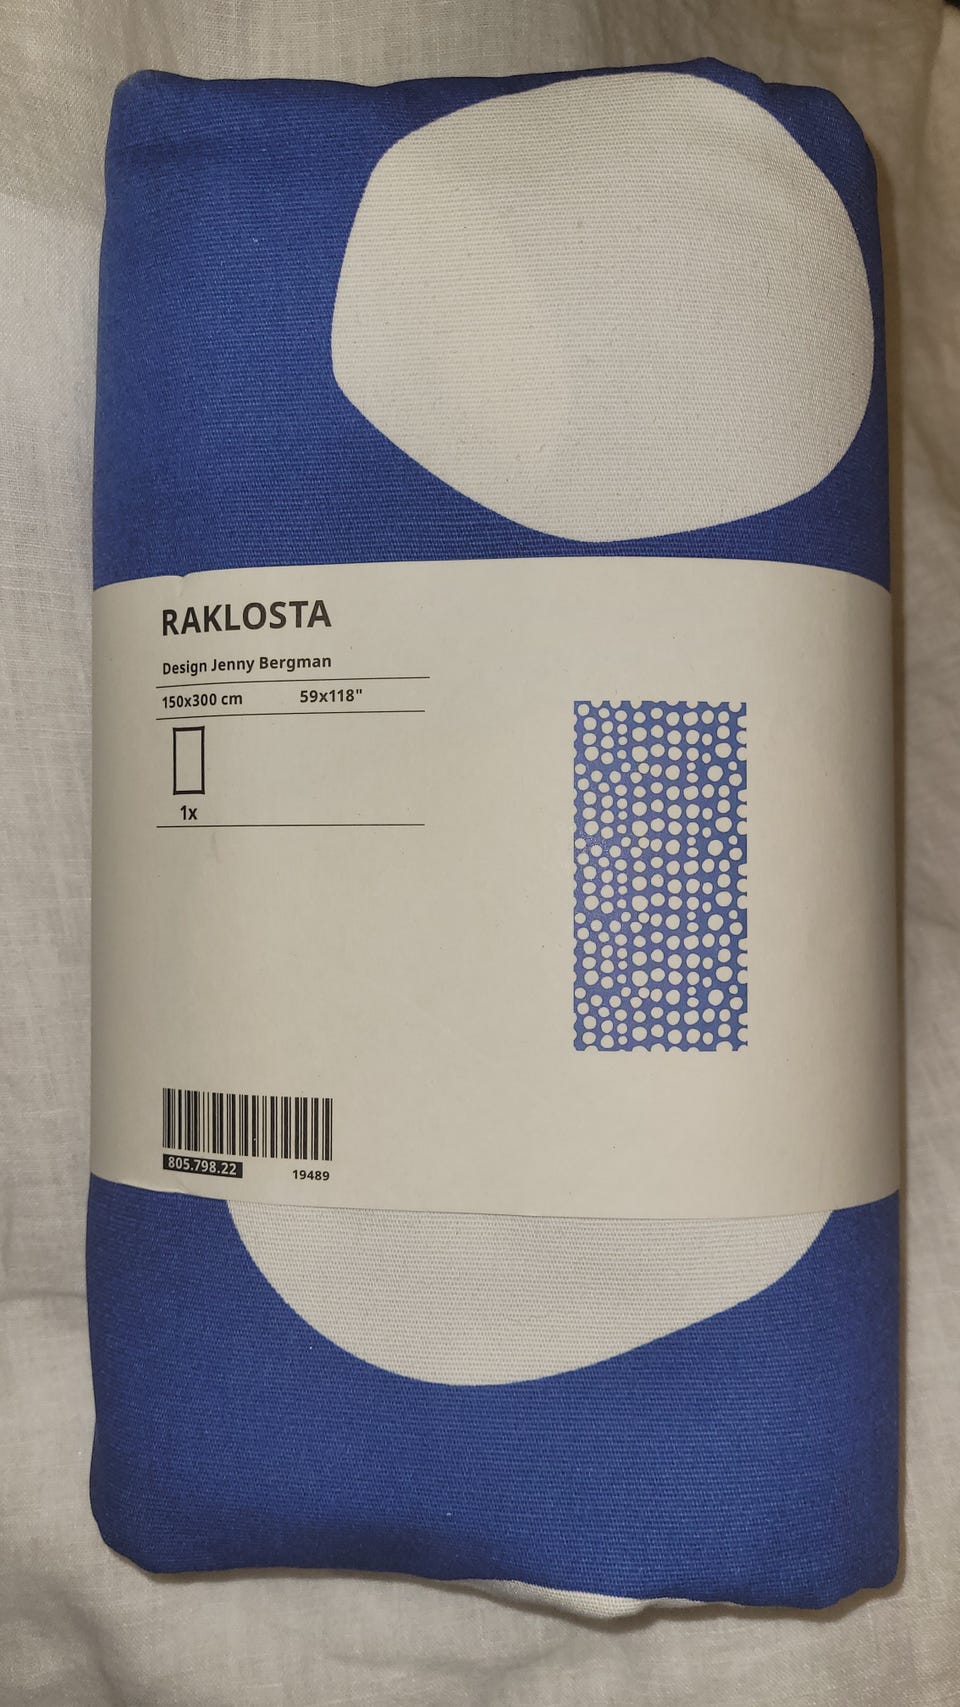 RAKLOSTA
Design Jenny Bergman
150x300 cm 59x118"
1x
805.798.22 19489